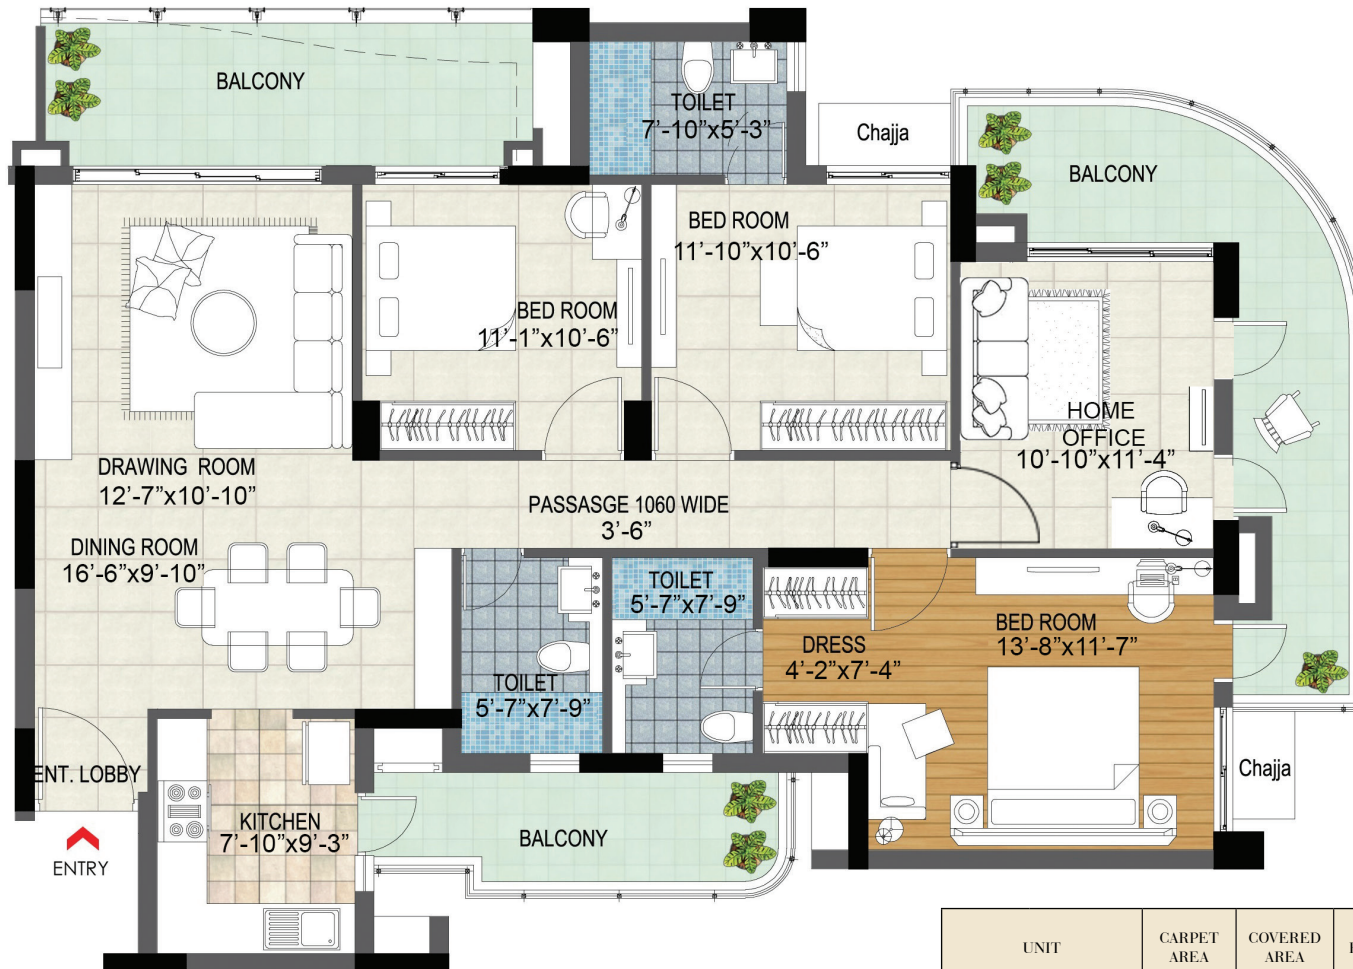 BALCONY
TOILET
7'-10"x5'-3"
Chajja
BALCONY
BED ROOM
11'-10"x10'-6"
BED ROOM
11'-1"x10'-6"
HOME
OFFICE
10'-10"x11'-4"
DRAWING ROOM
12'-7"x10'-10"
PASSASGE 1060 WIDE
3'-6"
DINING ROOM
16'-6"x9'-10"
TOILET
5'-7"x7'-9"
BED ROOM
13'-8"x11'-7"
DRESS
4'-2"x7'-4"
TOILET
5'-7"x7'-9"
ENT. LOBBY
Chajja
KITCHEN
7'-10"x9'-3"
BALCONY
ENTRY
UNIT
CARPET
AREA
COVERED
AREA